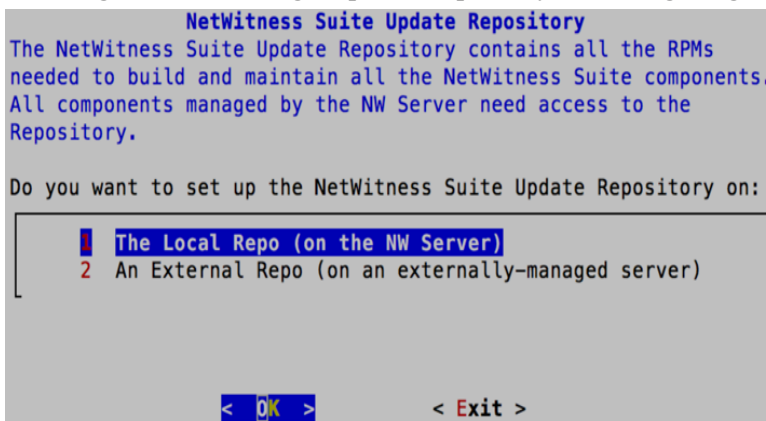 NetWitness Suite Update Repository
The NetWitness Suite Update Repository contains all the RPMs
needed to build and maintain all the NetWitness Suite components.
All components managed by the NW Server need access to the
Repository.
Do you want to set up the NetWitness Suite Update Repository on:
1 The Local Repo (on the NW Server)
2 An External Repo (on an externally-managed server)
< OK > < Exit >